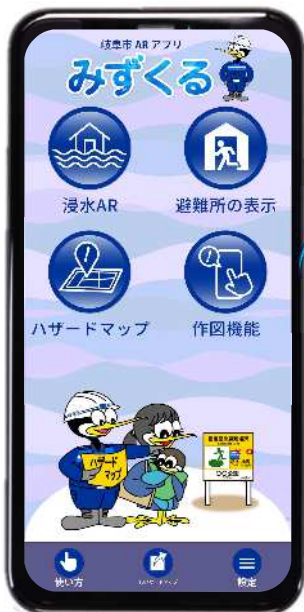 岐阜市 AR アプリ
みずくる
浸水AR
避難所の表示
ハザードマップ
作図機能
ハザード
マップ
使い方
設定